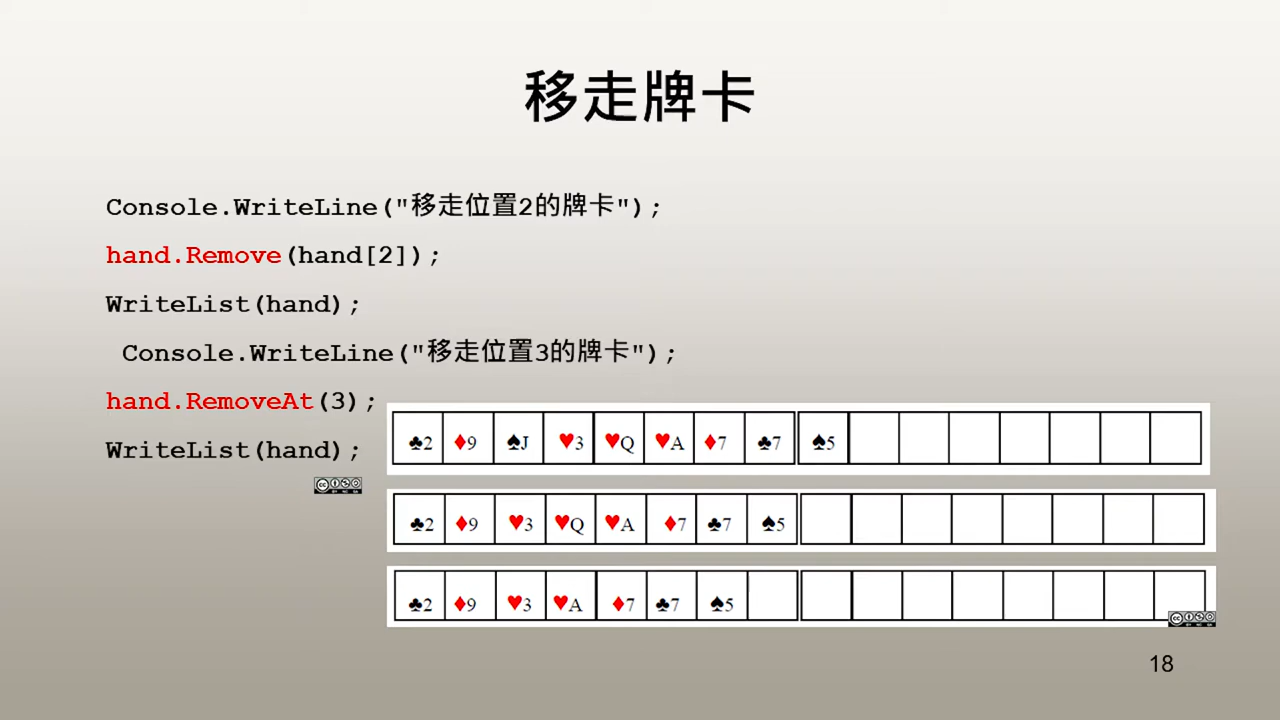 移走牌卡
Console.WriteLine("移走位置2的牌卡");
hand.Remove(hand[2]);
WriteList(hand);
Console.WriteLine("移走位置3的牌卡");
hand.RemoveAt(3);
WriteList(hand);
♣2 ♦9 ♠J ♥3 ♥Q ♥A ♦7 ♣7 ♠5
♣2 ♦9 ♥3 ♥Q ♥A ♦7 ♣7 ♠5
♣2 ♦9 ♥3 ♥A ♦7 ♣7 ♠5
18